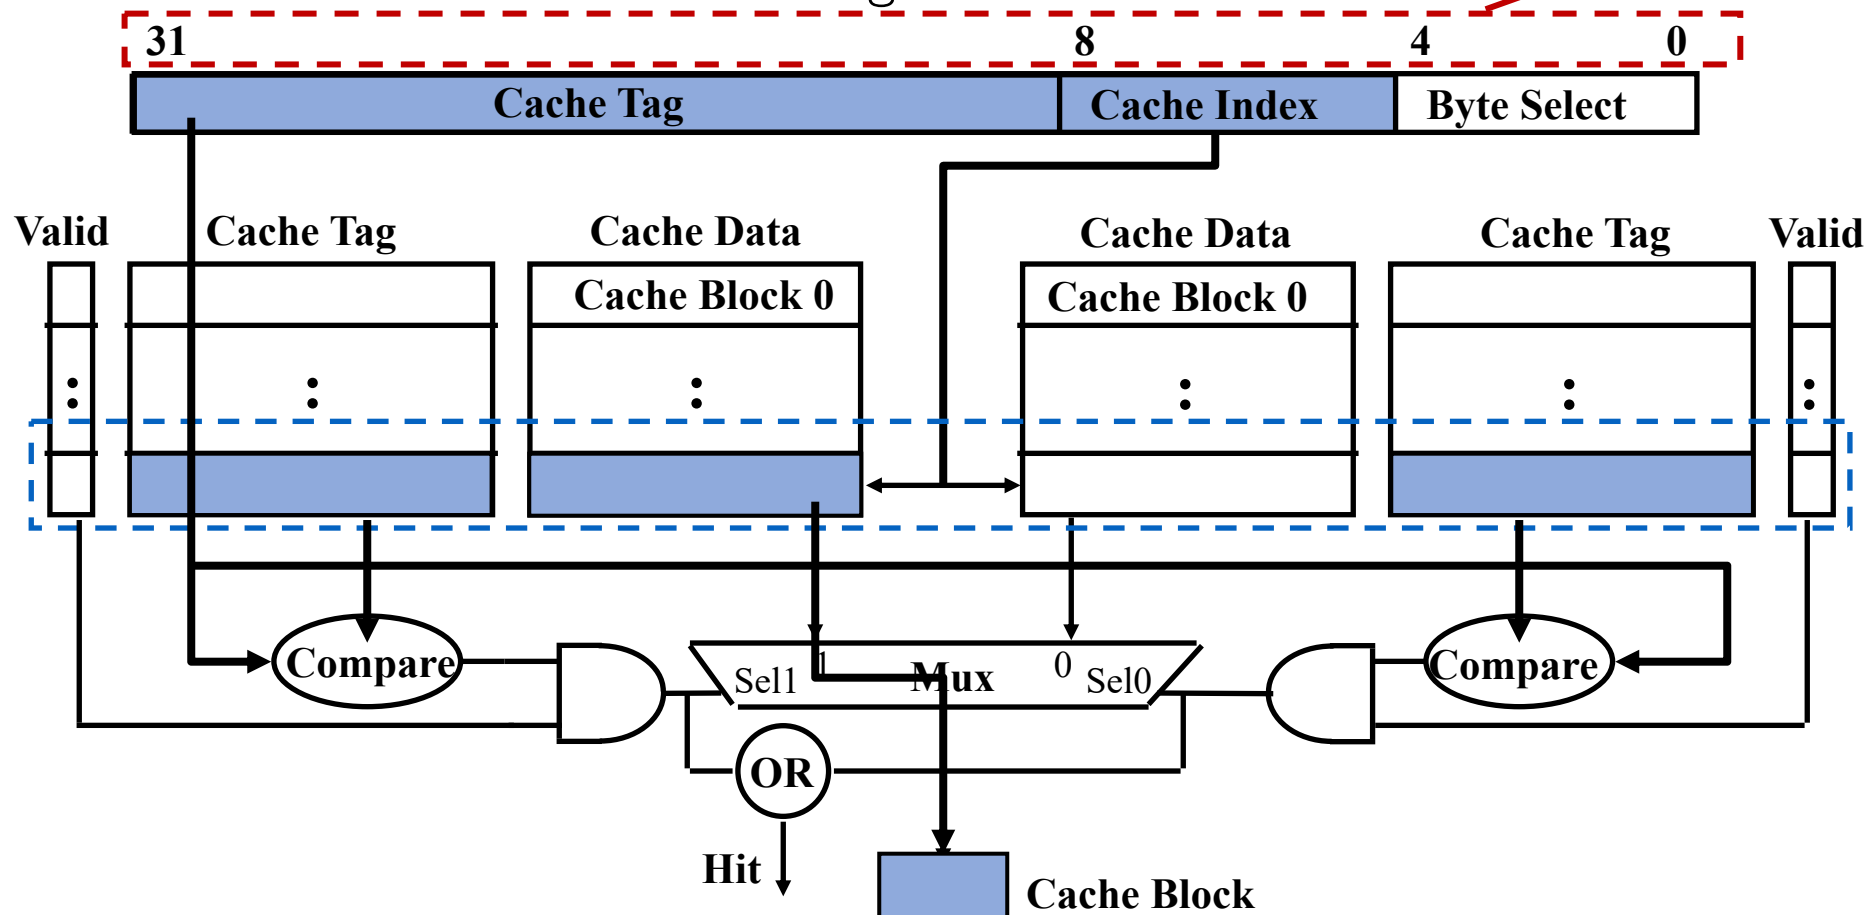 31 8 4 0
Cache Tag Cache Index Byte Select
Valid Cache Tag Cache Data Cache Data Cache Tag Valid
Cache Block 0 Cache Block 0
Compare Sel1 1 Mux 0 Sel0 Compare
OR
Hit
Cache Block